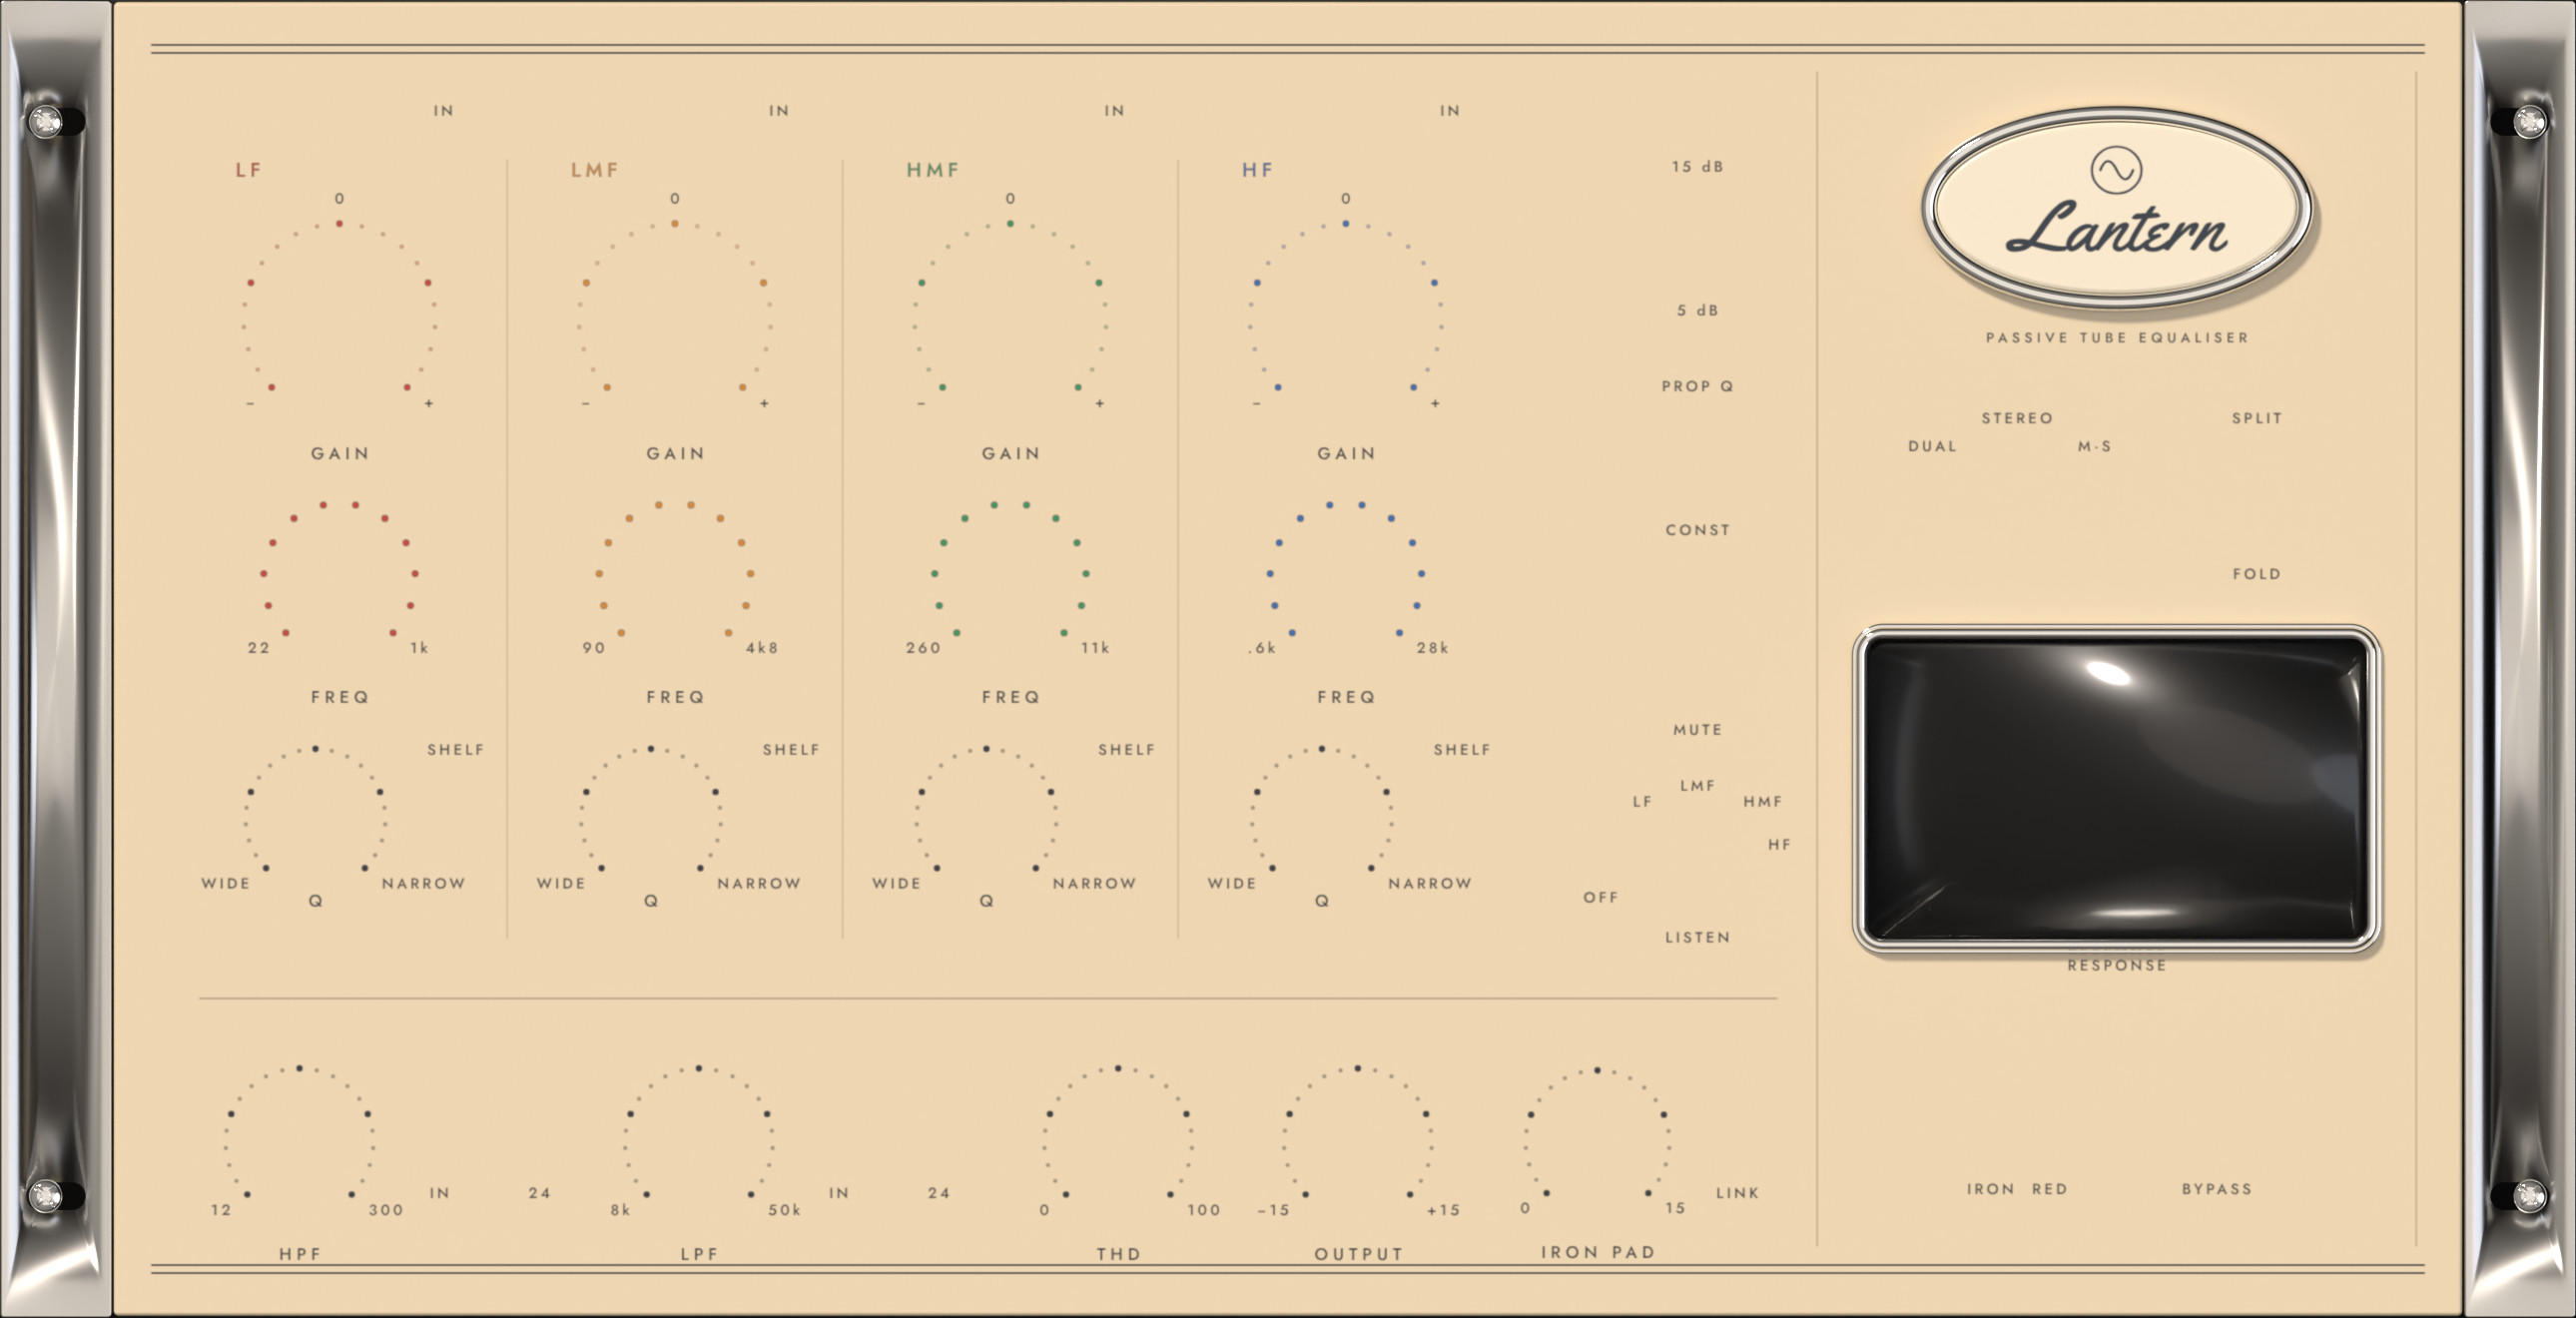 IN IN IN IN
LF LMF HMF HF 15 dB
0 0 0 0
Lantern
5 dB
PASSIVE TUBE EQUALISER
PROP Q
− + − + − + − +
STEREO SPLIT
DUAL M-S
GAIN GAIN GAIN GAIN
CONST
FOLD
22 1k 90 4k8 260 11k .6k 28k
FREQ FREQ FREQ FREQ
MUTE
SHELF SHELF SHELF SHELF
LMF
LF HMF
HF
WIDE NARROW WIDE NARROW WIDE NARROW WIDE NARROW
OFF
Q Q Q Q
LISTEN
RESPONSE
IN 24 IN 24 LINK IRON RED BYPASS
12 300 8k 50k 0 100 −15 +15 0 15
HPF LPF THD OUTPUT IRON PAD